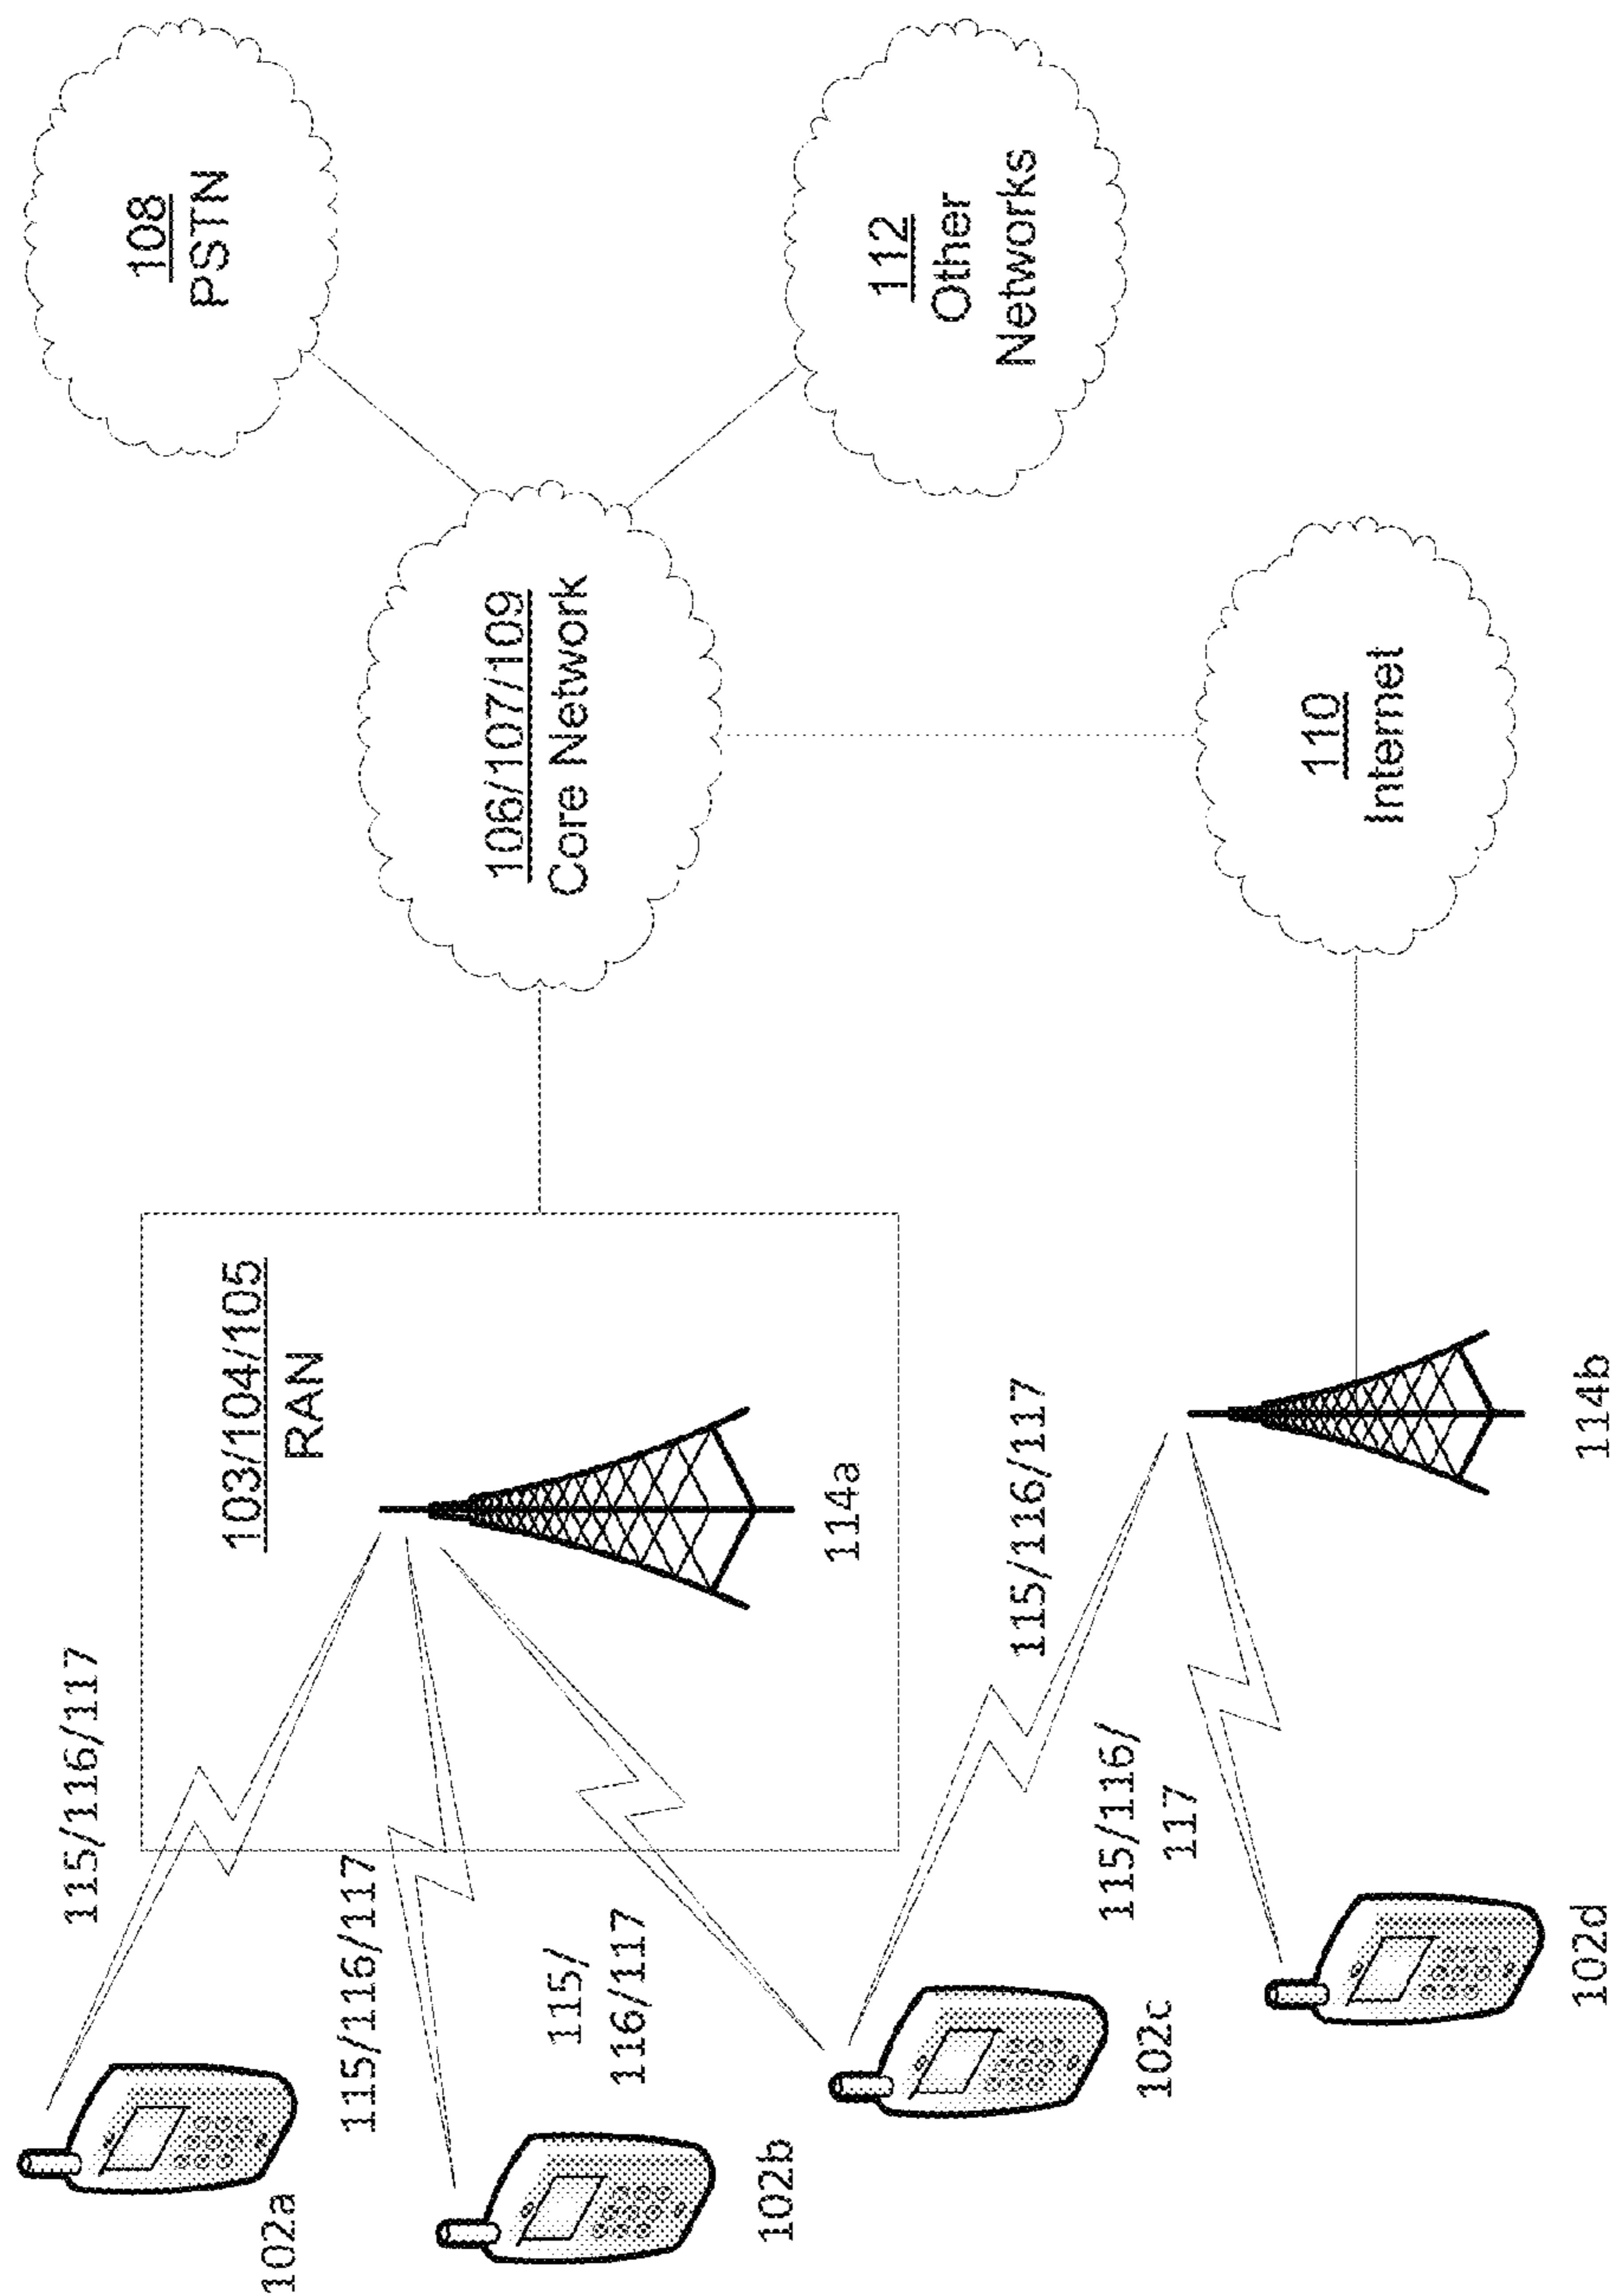 102a
115/116/117
103/104/105
RAN
108
PSTN
115/116/117
102b
114a
106/107/109
Core Network
115/
116/117
112
Other
Networks
102c
115/116/117
115/116/
117
102d
114b
110
Internet